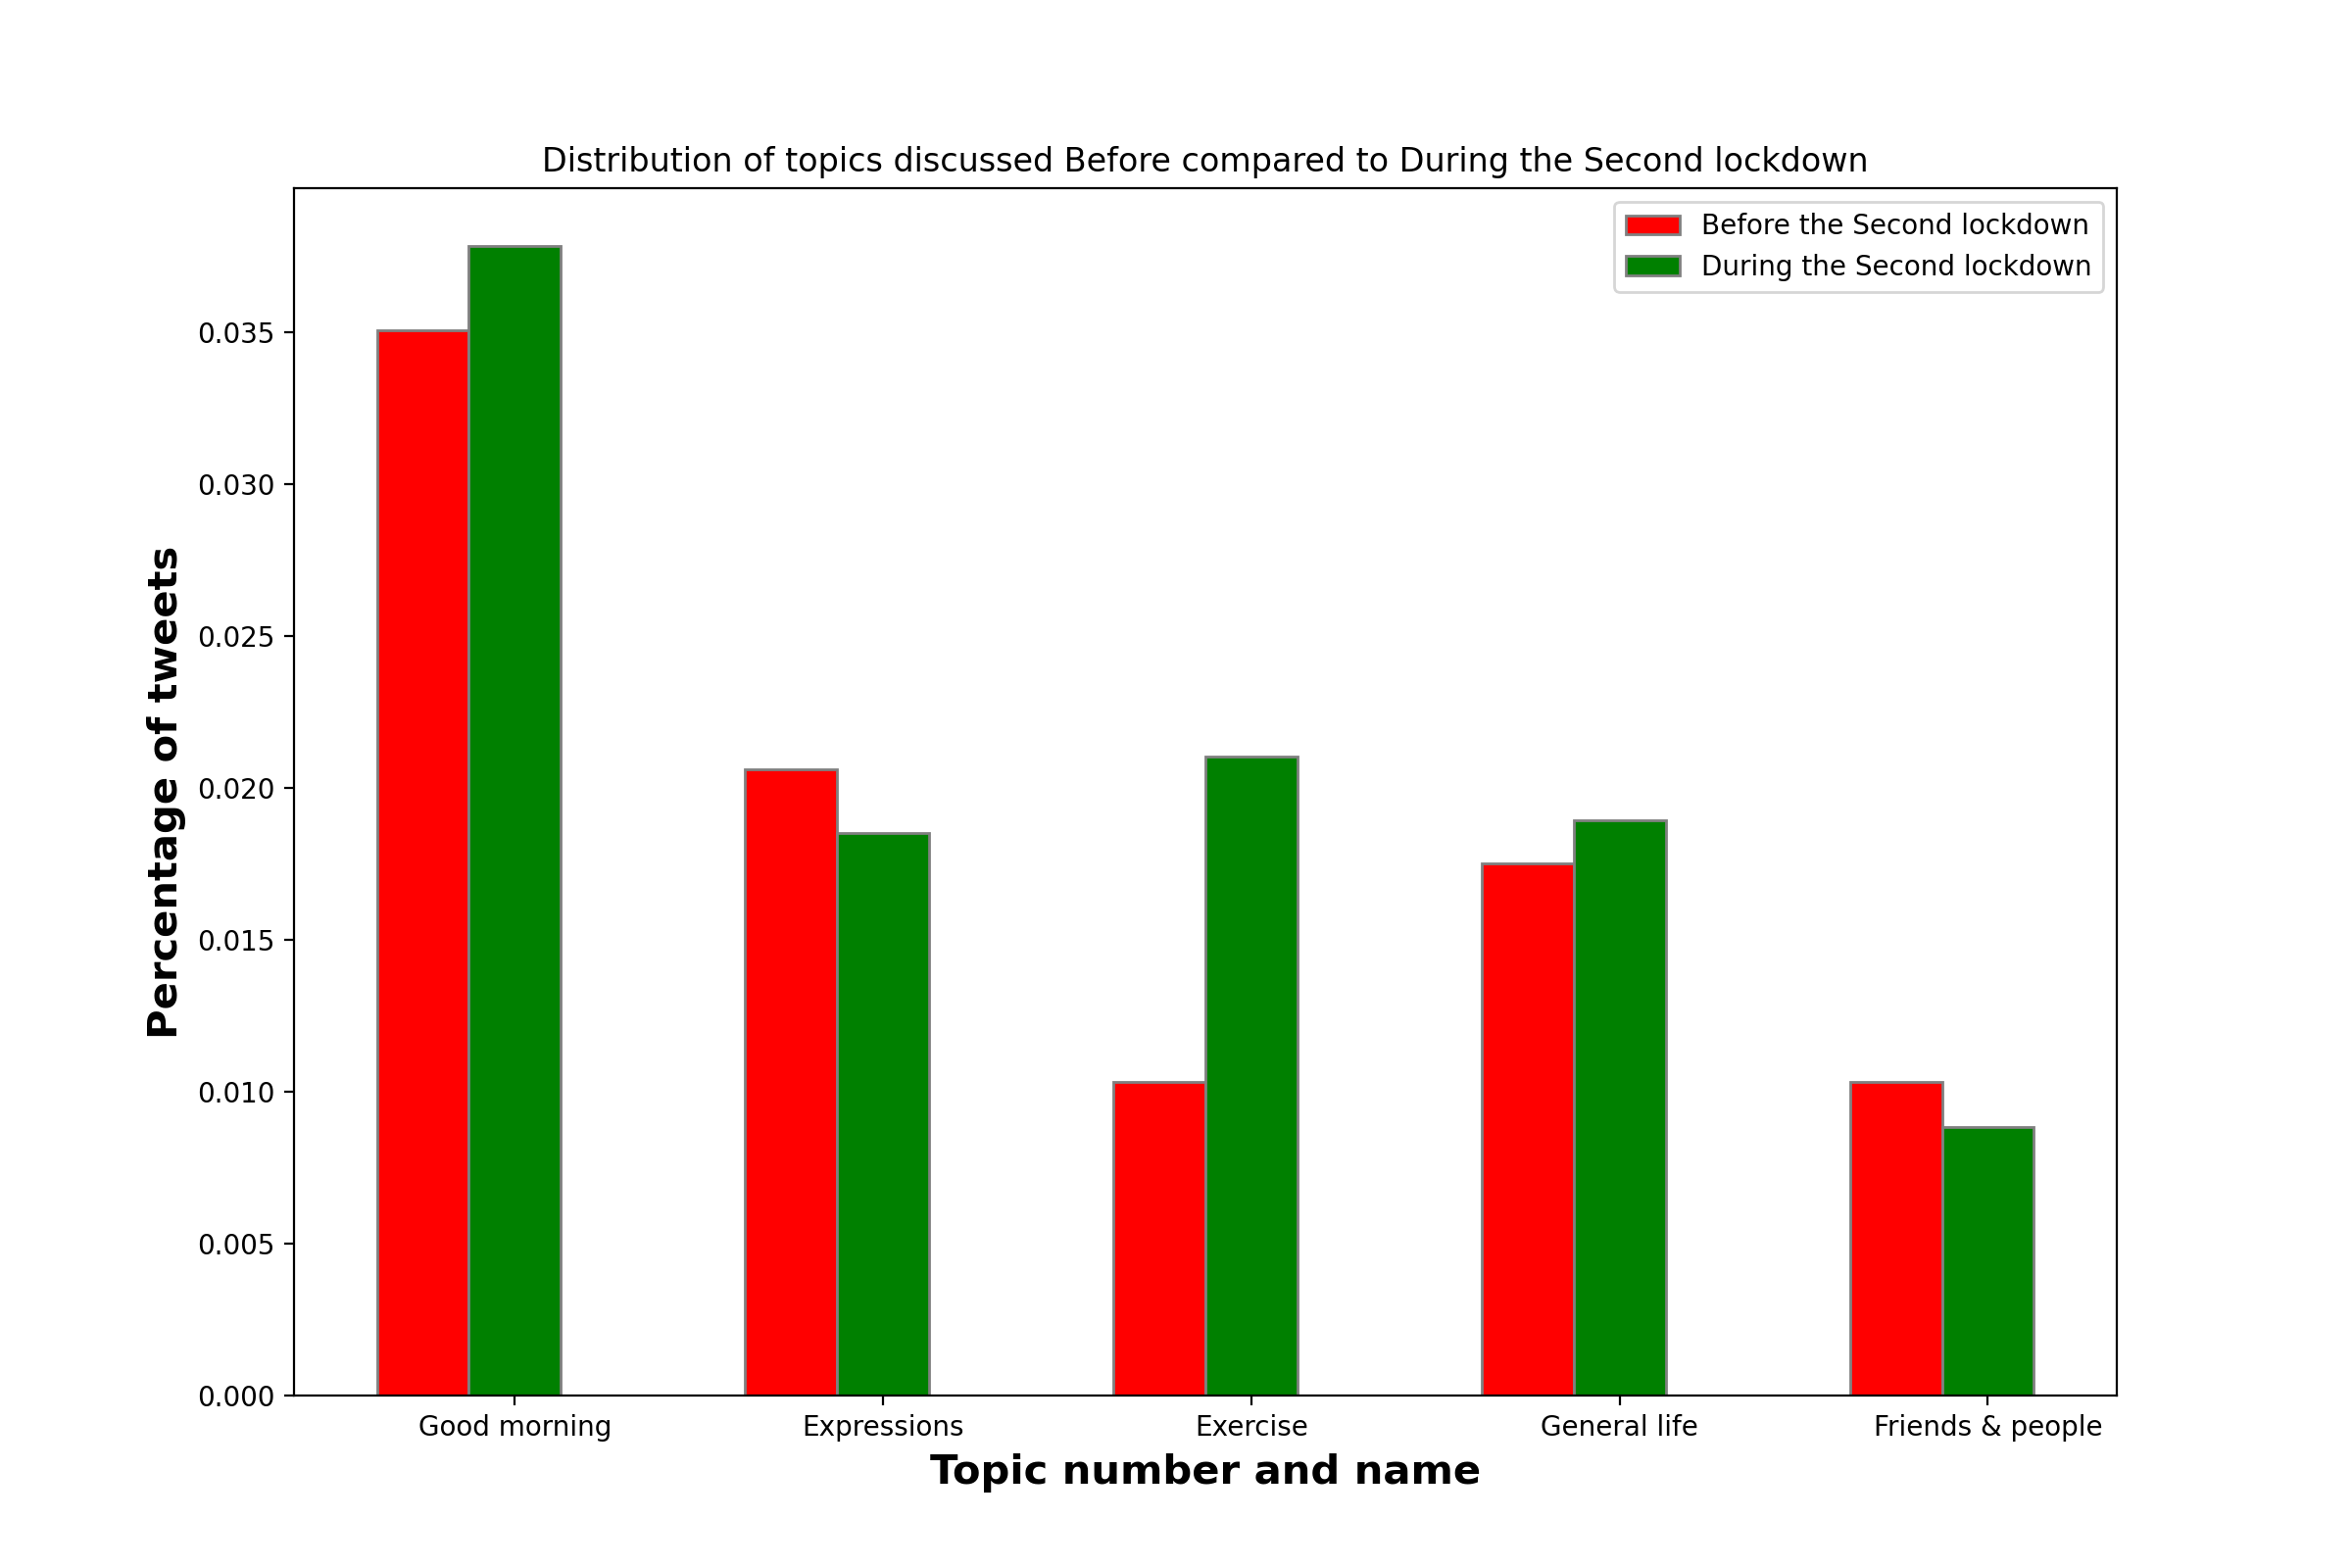 Distribution of topics discussed Before compared to During the Second lockdown
Before the Second lockdown
During the Second lockdown
Percentage of tweets
0.035
0.030
0.025
0.020
0.015
0.010
0.005
0.000
Good morning
Expressions
Exercise
General life
Friends & people
Topic number and name